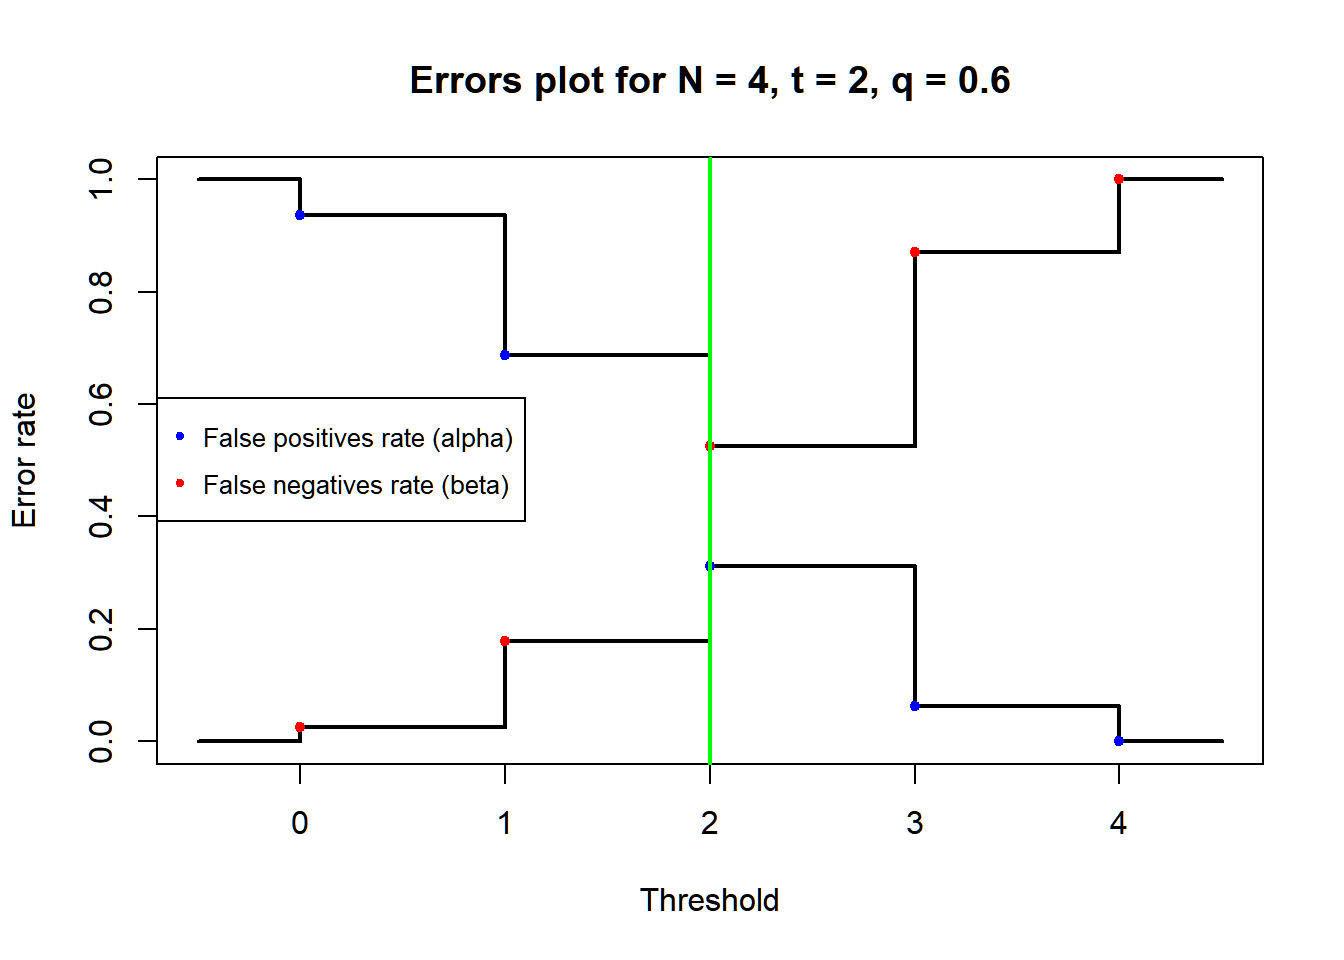 Errors plot for N = 4, t = 2, q = 0.6
1.0
0.8
0.6
0.4
0.2
0.0
Error rate
False positives rate (alpha)
False negatives rate (beta)
0 1 2 3 4
Threshold